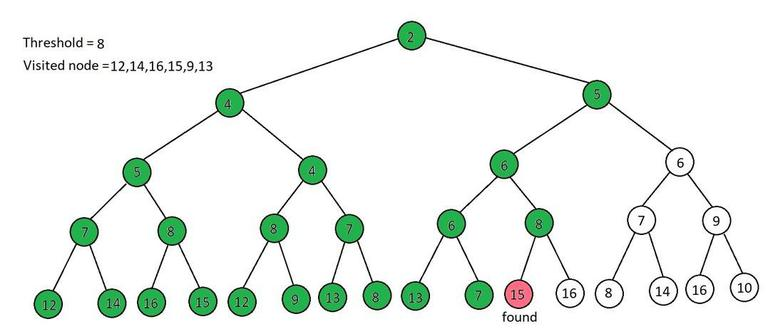 Threshold = 8
Visited node =12,14,16,15,9,13
2
4 5
5 4 6 6
7 8 8 7 6 8 7 9
12 14 16 15 12 9 13 8 13 7 15 16 8 14 16 10
found